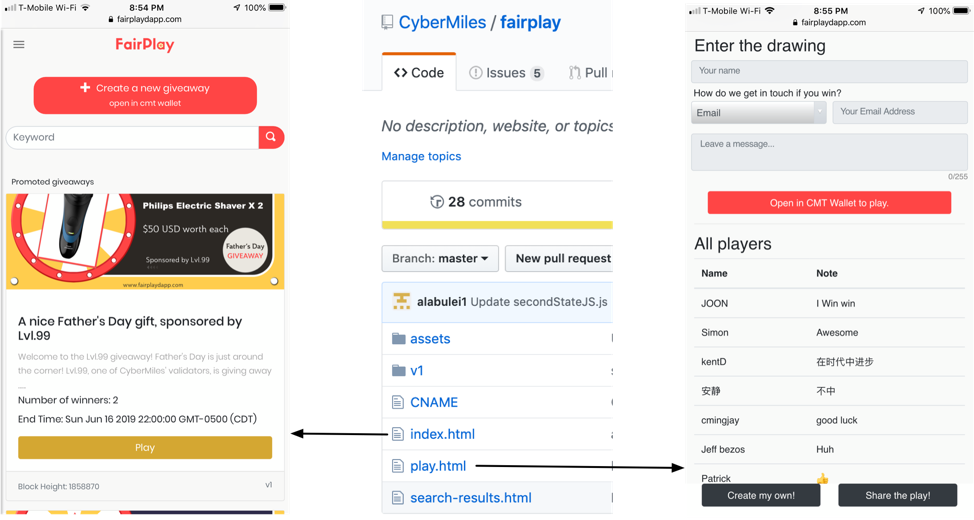 T-Mobile Wi-Fi 8:54 PM 100%
fairplaydapp.com
FairPlay
Create a new giveaway
open in cmt wallet
Keyword
Promoted giveaways
Philips Electric Shaver X 2
$50 USD worth each
Father's Day
GIVEAWAY
Sponsored by Lvl.99
www.fairplaydapp.com
A nice Father's Day gift, sponsored by
Lvl.99
Welcome to the Lvl.99 giveaway! Father's Day is just around
the corner! Lvl.99, one of CyberMiles' validators, is giving away
...
Number of winners: 2
End Time: Sun Jun 16 2019 22:00:00 GMT-0500 (CDT)
Play
Block Height: 1858870 v1
CyberMiles / fairplay
Code Issues 5 Pull
No description, website, or topics
Manage topics
28 commits
Branch: master New pull request
alabulei1 Update secondStateJS.js
assets
v1
CNAME
index.html
play.html
search-results.html
T-Mobile Wi-Fi 8:55 PM 100%
fairplaydapp.com
Enter the drawing
Your name
How do we get in touch if you win?
Email Your Email Address
Leave a message...
0/255
Open in CMT Wallet to play.
All players
Name Note
JOON I Win win
Simon Awesome
kentD 在时代中进步
安静 不中
cmingjay good luck
Jeff bezos Huh
Patrick 👍
Create my own! Share the play!